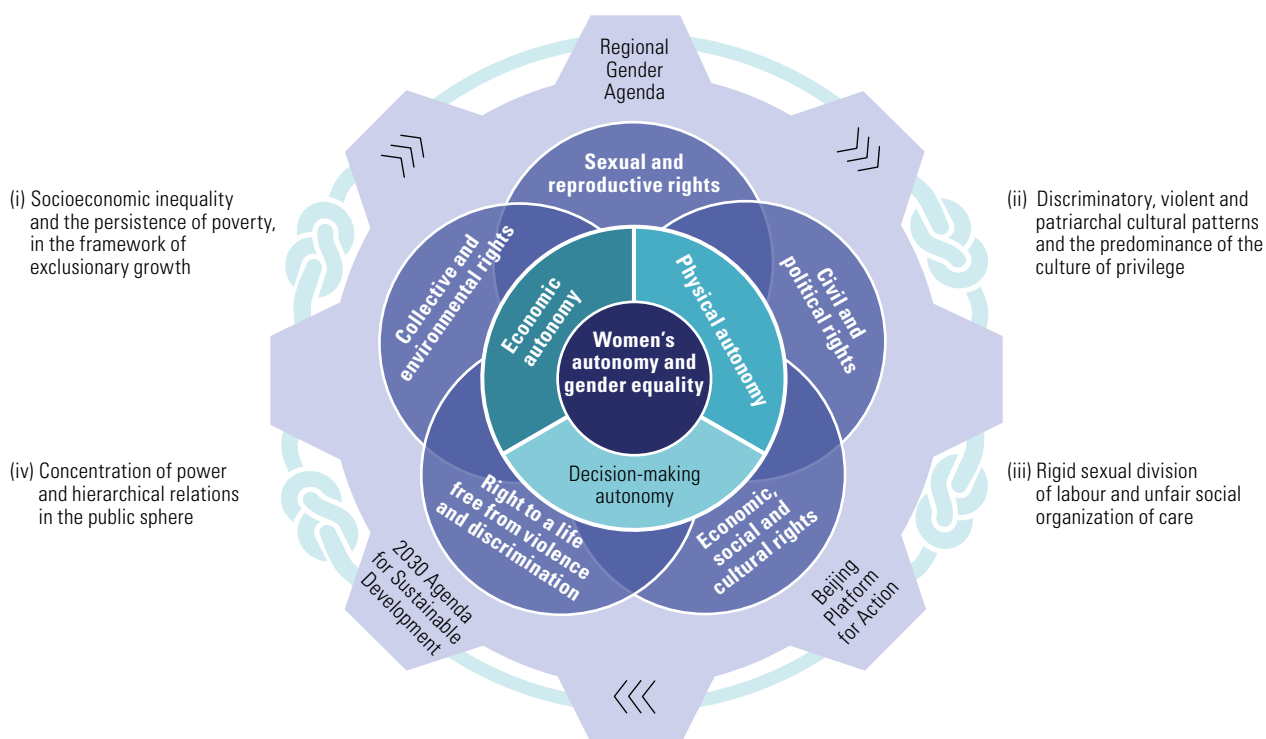 Regional
Gender
Agenda
Sexual and
reproductive rights
(i) Socioeconomic inequality
and the persistence of poverty,
in the framework of
exclusionary growth
(ii) Discriminatory, violent and
patriarchal cultural patterns
and the predominance of the
culture of privilege
Collective and
environmental rights
Economic
autonomy
Physical autonomy
Civil and
political rights
Women's
autonomy and
gender equality
Decision-making
autonomy
(iv) Concentration of power
and hierarchical relations
in the public sphere
(iii) Rigid sexual division
of labour and unfair social
organization of care
Right to a life
free from violence
and discrimination
Economic,
social and
cultural rights
2030 Agenda
for Sustainable
Development
Beijing
Platform
for Action